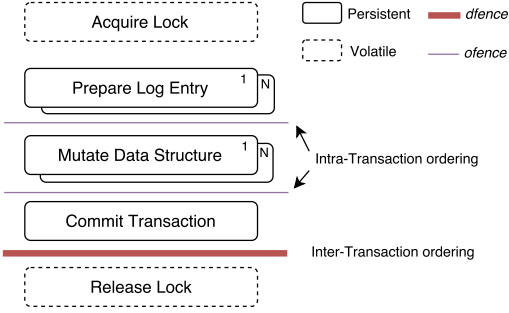 Acquire Lock
Persistent
dfence
Volatile
ofence
Prepare Log Entry
1
N
Mutate Data Structure
1
N
Intra-Transaction ordering
Commit Transaction
Inter-Transaction ordering
Release Lock